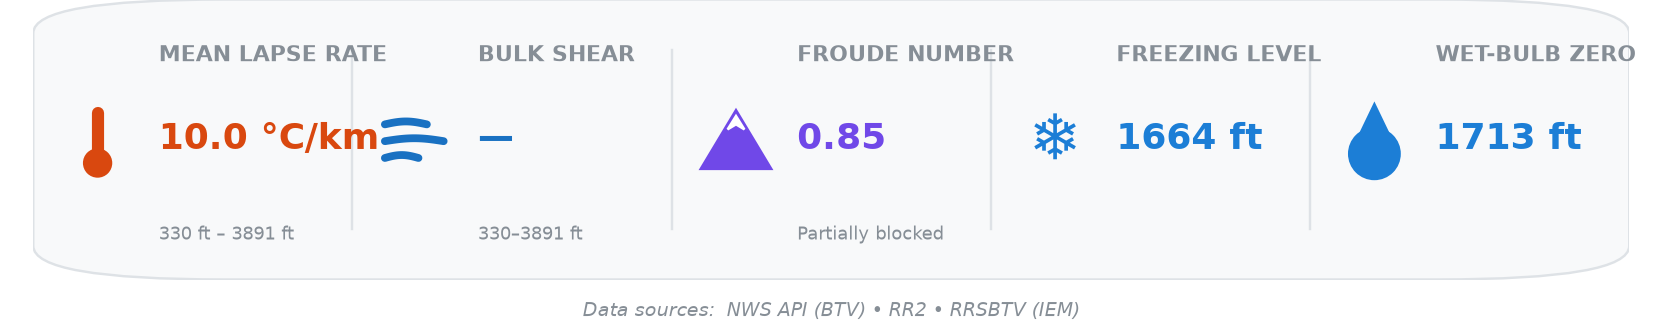 MEAN LAPSE RATE
10.0 °C/km
330 ft – 3891 ft
BULK SHEAR
—
330–3891 ft
FROUDE NUMBER
0.85
Partially blocked
FREEZING LEVEL
1664 ft
WET-BULB ZERO
1713 ft
Data sources:  NWS API (BTV) • RR2 • RRSBTV (IEM)